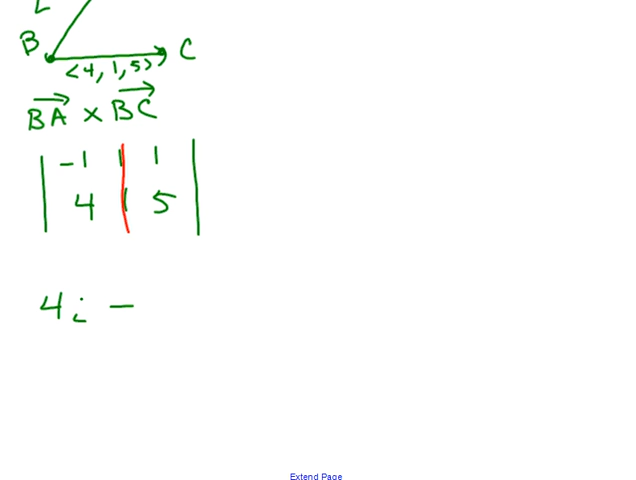 B
C
<4, 1, 5>
BA × BC
-1 1 1
4 1 5
4i −
Extend Page